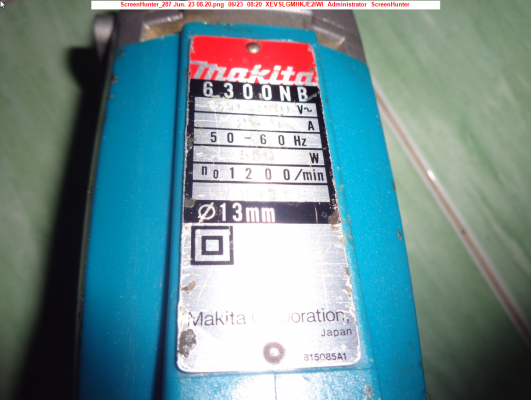 ScreenHunter_287 Jun. 23 08.20.png 06/23 08:20 XEVSLGMHKJE2IWI Administrator ScreenHunter
makita
6300NB
V~
A
50-60 Hz
W
n0 1200/min
Ø13mm
Makita Corporation,
Japan
815085A1